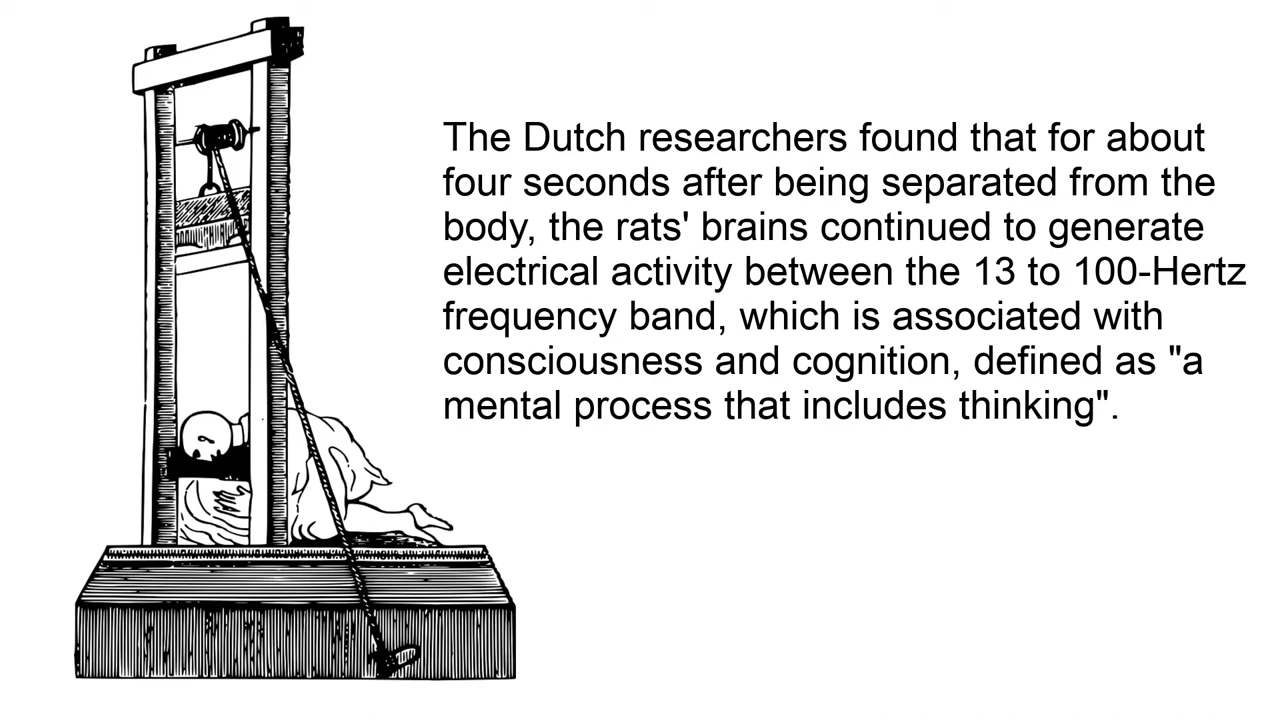 The Dutch researchers found that for about
four seconds after being separated from the
body, the rats' brains continued to generate
electrical activity between the 13 to 100-Hertz
frequency band, which is associated with
consciousness and cognition, defined as "a
mental process that includes thinking".